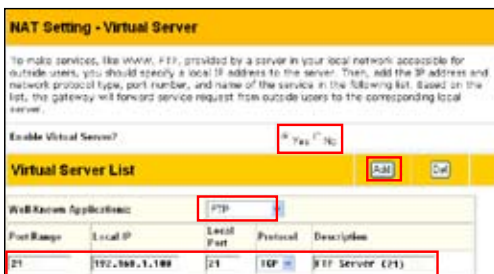 NAT Setting - Virtual Server
To make services, like WWW, FTP, provided by a server in your local network accessible for
outside users, you should specify a local IP address to the server. Then, add the IP address and
network protocol type, port number, and name of the service in the following list. Based on the
list, the gateway will forward service request from outside users to the corresponding local
server.
Enable Virtual Server? Yes No
Virtual Server List Add Del
Well-Known Applications: FTP
Port Range Local IP Local Port Protocol Description
21 192.168.1.100 21 TCP FTP Server (21)